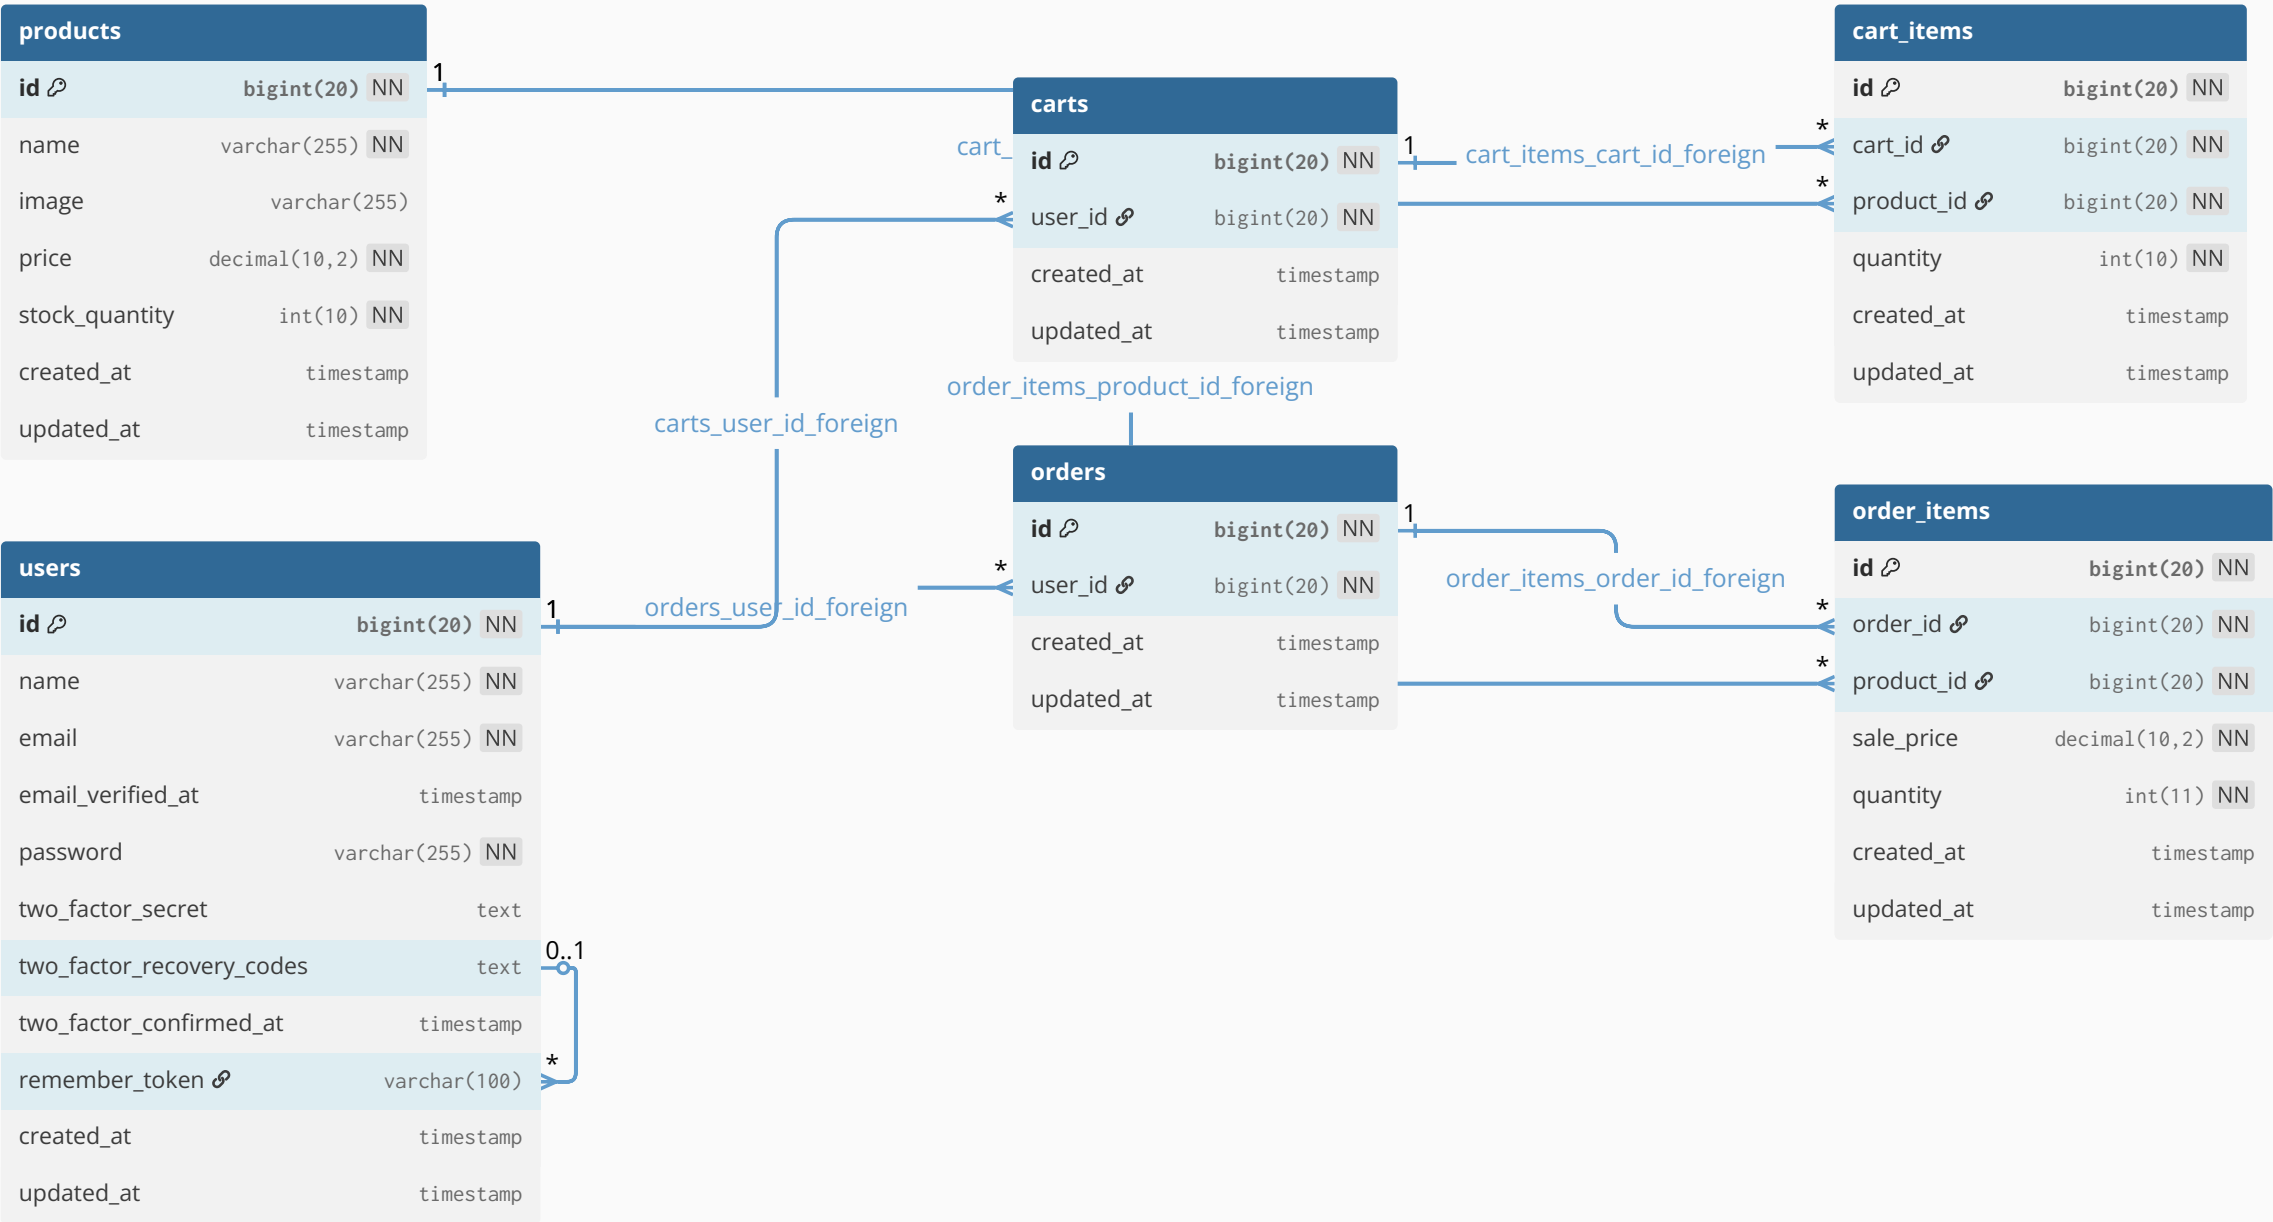 products
id bigint(20) NN
name varchar(255) NN
image varchar(255)
price decimal(10,2) NN
stock_quantity int(10) NN
created_at timestamp
updated_at timestamp
1
users
id bigint(20) NN
name varchar(255) NN
email varchar(255) NN
email_verified_at timestamp
password varchar(255) NN
two_factor_secret text
two_factor_recovery_codes text
two_factor_confirmed_at timestamp
remember_token varchar(100)
created_at timestamp
updated_at timestamp
1
0..1
*
carts_user_id_foreign
orders_user_id_foreign
cart_
*
carts
id bigint(20) NN
user_id bigint(20) NN
created_at timestamp
updated_at timestamp
1
cart_items_cart_id_foreign
order_items_product_id_foreign
*
orders
id bigint(20) NN
user_id bigint(20) NN
created_at timestamp
updated_at timestamp
1
order_items_order_id_foreign
*
*
cart_items
id bigint(20) NN
cart_id bigint(20) NN
product_id bigint(20) NN
quantity int(10) NN
created_at timestamp
updated_at timestamp
*
*
order_items
id bigint(20) NN
order_id bigint(20) NN
product_id bigint(20) NN
sale_price decimal(10,2) NN
quantity int(11) NN
created_at timestamp
updated_at timestamp